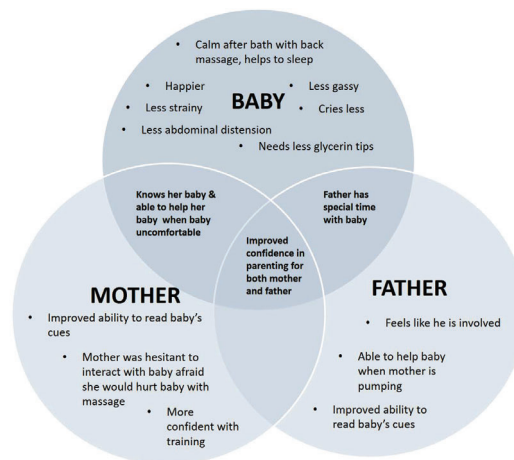 • Calm after bath with back
massage, helps to sleep
• Happier
• Less gassy
BABY
• Less strainy
• Cries less
• Less abdominal distension
• Needs less glycerin tips
Knows her baby &
able to help her
baby when baby
uncomfortable
Father has
special time
with baby
Improved
confidence in
parenting for
both mother
and father
MOTHER
• Improved ability to read baby's
cues
• Mother was hesitant to
interact with baby afraid
she would hurt baby with
massage
• More
confident with
training
FATHER
• Feels like he is involved
• Able to help baby
when mother is
pumping
• Improved ability to
read baby's cues